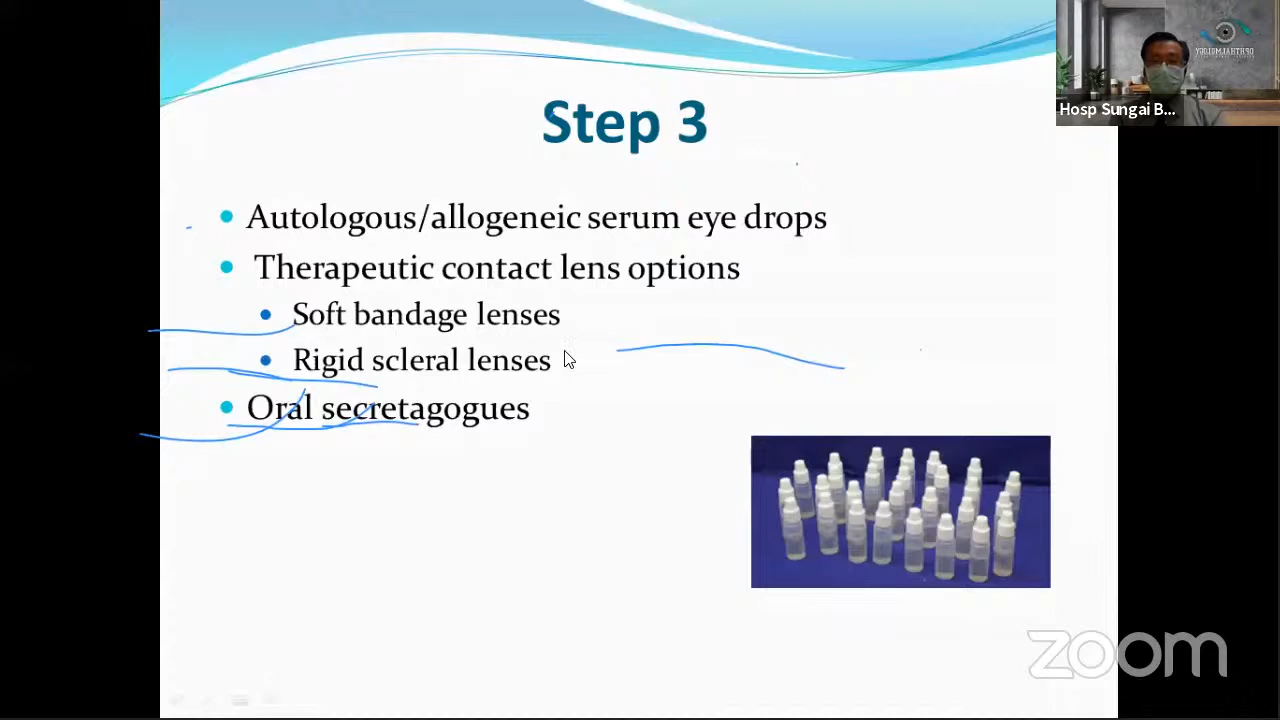 Step 3
Hosp Sungai B...
Autologous/allogeneic serum eye drops
Therapeutic contact lens options
Soft bandage lenses
Rigid scleral lenses
Oral secretagogues
zoom